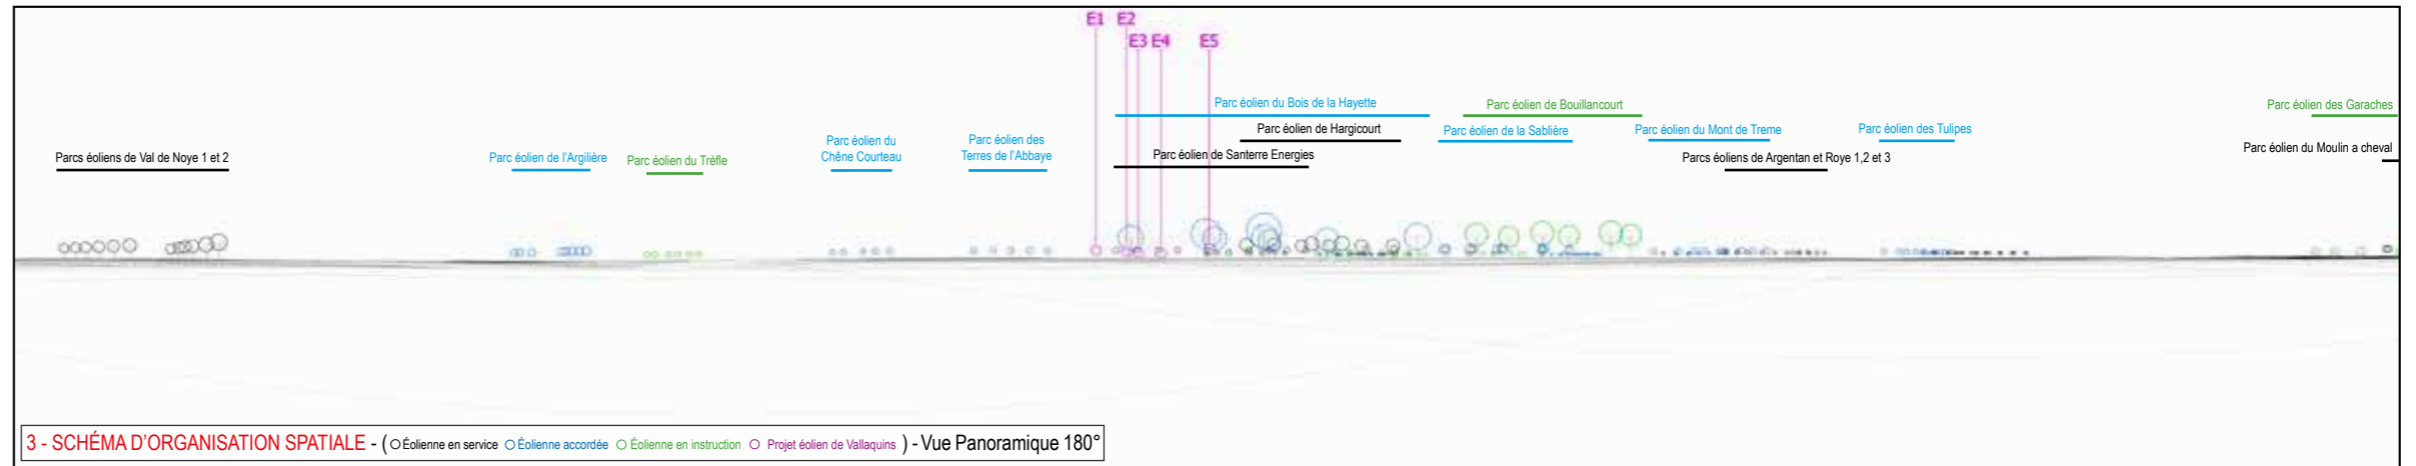 E1 E2
E3 E4 E5
Parc éolien du Bois de la Hayette
Parc éolien de Bouillancourt
Parc éolien des Garaches
Parc éolien de Hargicourt
Parc éolien de la Sablière
Parc éolien du Mont de Treme
Parc éolien des Tulipes
Parc éolien du
Chêne Courteau
Parc éolien des
Terres de l'Abbaye
Parc éolien du Moulin a cheval
Parcs éoliens de Val de Noye 1 et 2
Parc éolien de l'Argilière
Parc éolien du Trèfle
Parc éolien de Santerre Energies
Parcs éoliens de Argentan et Roye 1,2 et 3
3 - SCHÉMA D'ORGANISATION SPATIALE - ( Éolienne en service Éolienne accordée Éolienne en instruction Projet éolien de Vallaquins ) - Vue Panoramique 180°